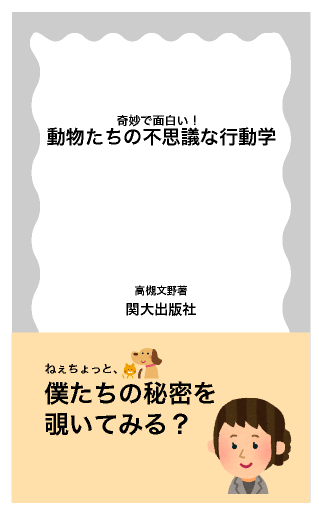 奇妙で面白い！
動物たちの不思議な行動学
高槻文野著
関大出版社
ねぇちょっと、
僕たちの秘密を
覗いてみる？